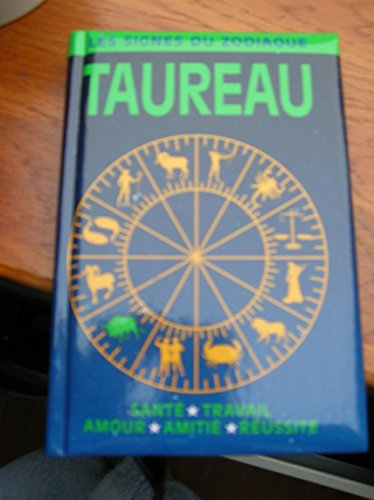 LES SIGNES DU ZODIAQUE
TAUREAU
SANTÉ ★ TRAVAIL
AMOUR ★ AMITIÉ ★ RÉUSSITE